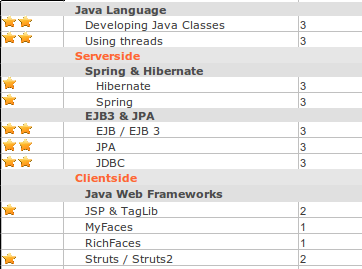 Java Language
Developing Java Classes 3
Using threads 3
Serverside
Spring & Hibernate
Hibernate 3
Spring 3
EJB3 & JPA
EJB / EJB 3 3
JPA 3
JDBC 3
Clientside
Java Web Frameworks
JSP & TagLib 2
MyFaces 1
RichFaces 1
Struts / Struts2 2